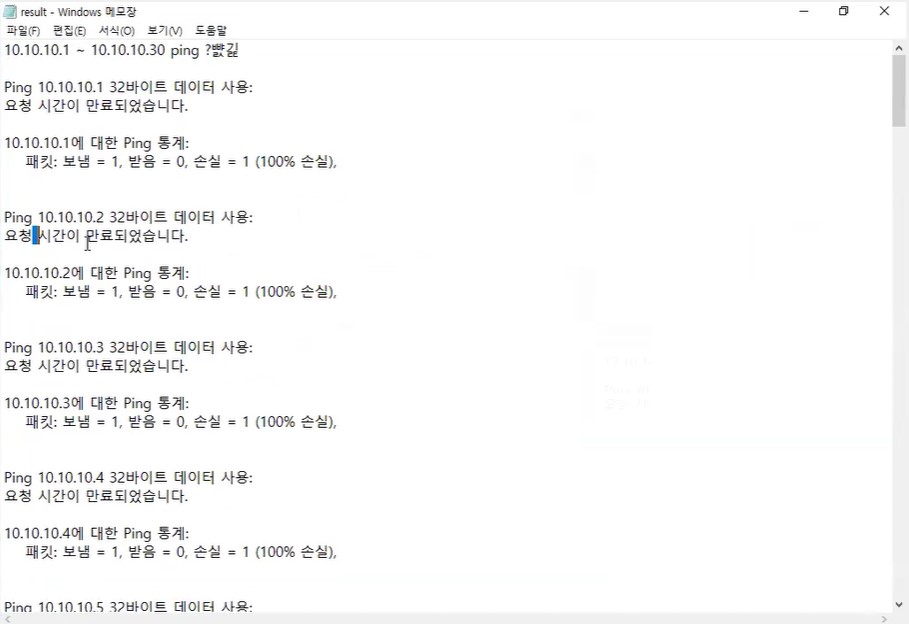 result - Windows 메모장
파일(F) 편집(E) 서식(O) 보기(V) 도움말
10.10.10.1 ~ 10.10.10.30 ping
Ping 10.10.10.1 32바이트 데이터 사용:
요청 시간이 만료되었습니다.
10.10.10.1에 대한 Ping 통계:
패킷: 보냄 = 1, 받음 = 0, 손실 = 1 (100% 손실),
Ping 10.10.10.2 32바이트 데이터 사용:
요청 시간이 만료되었습니다.
10.10.10.2에 대한 Ping 통계:
패킷: 보냄 = 1, 받음 = 0, 손실 = 1 (100% 손실),
Ping 10.10.10.3 32바이트 데이터 사용:
요청 시간이 만료되었습니다.
10.10.10.3에 대한 Ping 통계:
패킷: 보냄 = 1, 받음 = 0, 손실 = 1 (100% 손실),
Ping 10.10.10.4 32바이트 데이터 사용:
요청 시간이 만료되었습니다.
10.10.10.4에 대한 Ping 통계:
패킷: 보냄 = 1, 받음 = 0, 손실 = 1 (100% 손실),
Ping 10.10.10.5 32바이트 데이터 사용: